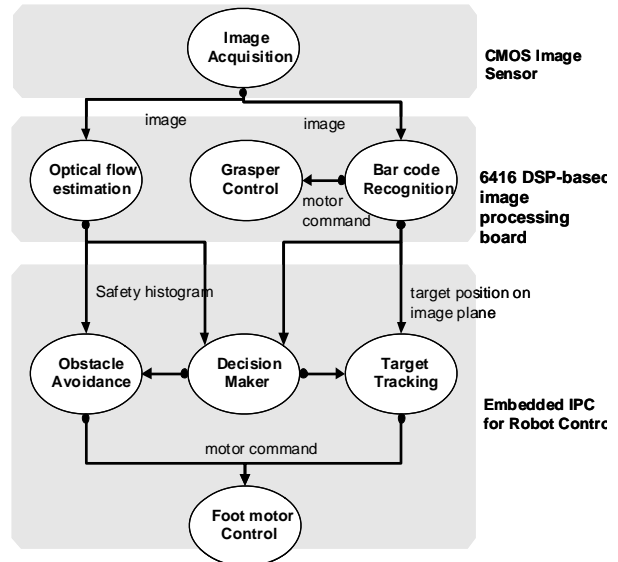 Image
Acquisition
CMOS Image
Sensor
image
image
Optical flow
estimation
Grasper
Control
Bar code
Recognition
motor
command
6416 DSP-based
image
processing
board
Safety histogram
target position on
image plane
Obstacle
Avoidance
Decision
Maker
Target
Tracking
Embedded IPC
for Robot Contro
motor command
Foot motor
Control